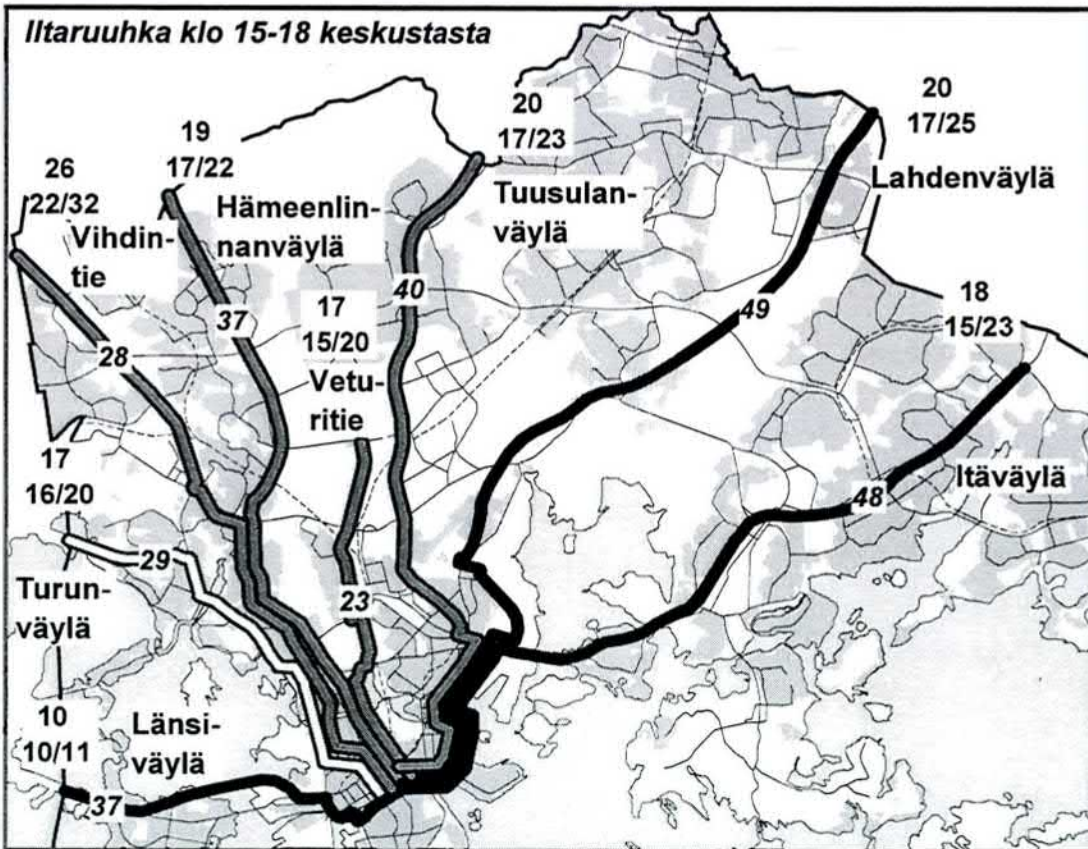 Iltaruuhka klo 15-18 keskustasta
20
17/23
20
17/25
Lahdenväylä
19
17/22
26
22/32
Vihdin-
tie
Hämeenlin-
nanväylä
Tuusulan-
väylä
40
37
49
28
17
15/20
Vetu-
ritie
18
15/23
17
16/20
Itäväylä
48
29
Turun-
väylä
23
10
10/11
Länsi-
väylä
37